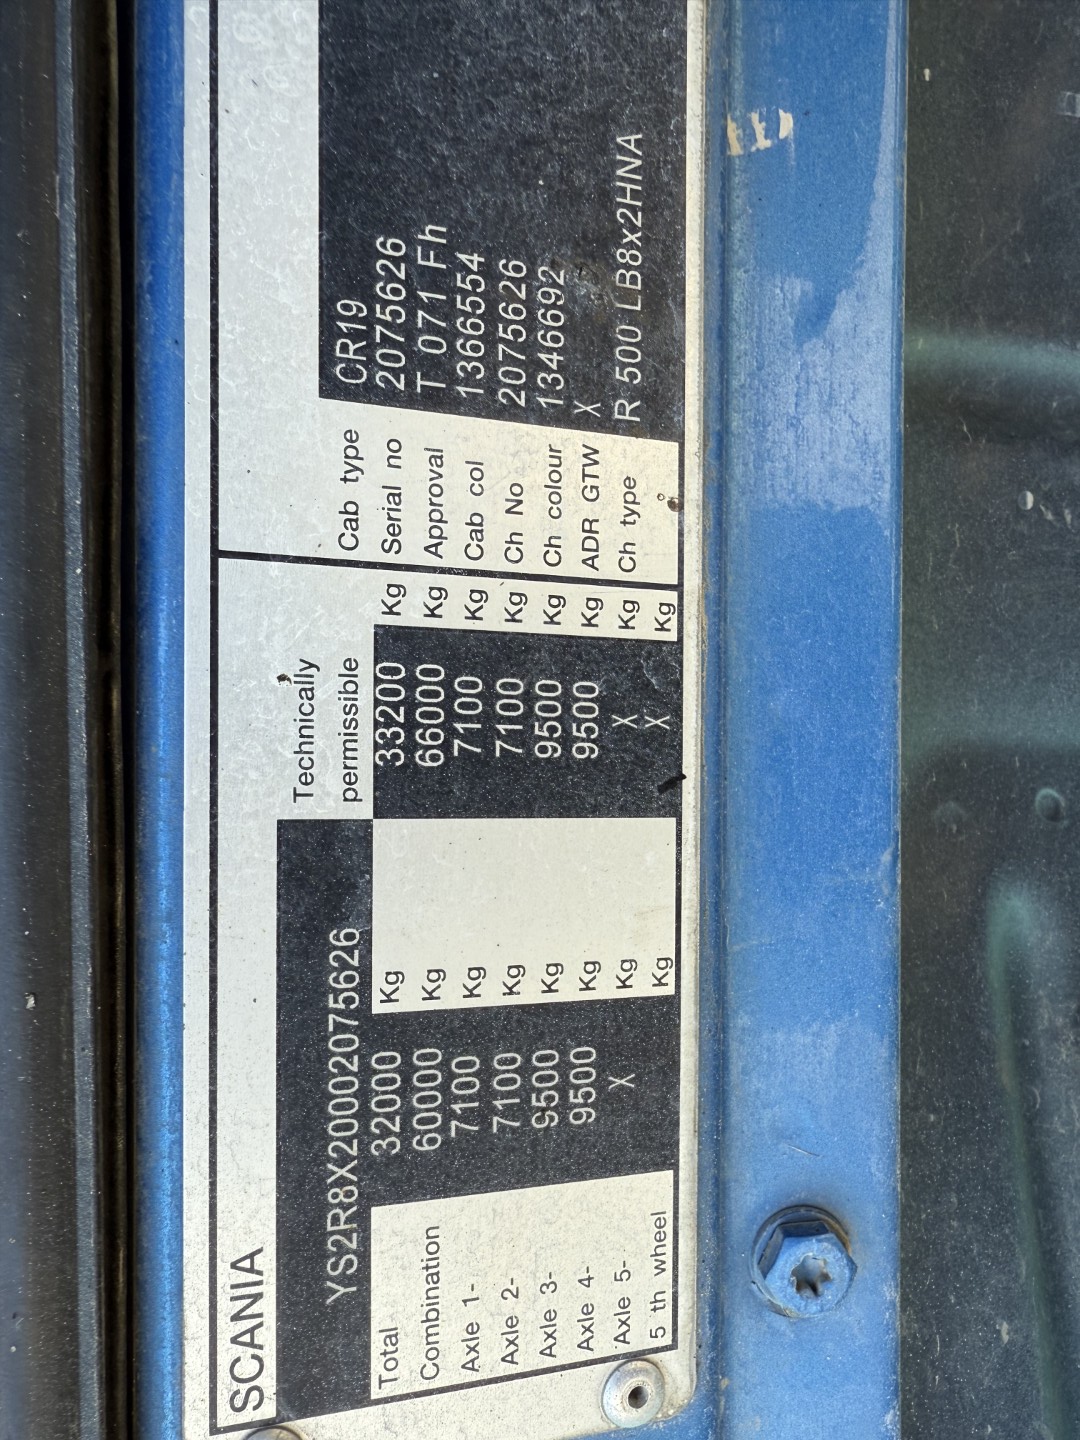 SCANIA
YS2R8X20002075626
Technically
permissible
Total 32000 Kg 33200 Kg
Combination 60000 Kg 66000 Kg
Axle 1- 7100 Kg 7100 Kg
Axle 2- 7100 Kg 7100 Kg
Axle 3- 9500 Kg 9500 Kg
Axle 4- 9500 Kg 9500 Kg
Axle 5- X Kg X Kg
5 th wheel Kg X Kg
Cab type CR19
Serial no 2075626
Approval T 071 Fh
Cab col 1366554
Ch No 2075626
Ch colour 1346692
ADR GTW X
Ch type R 500 LB8x2HNA